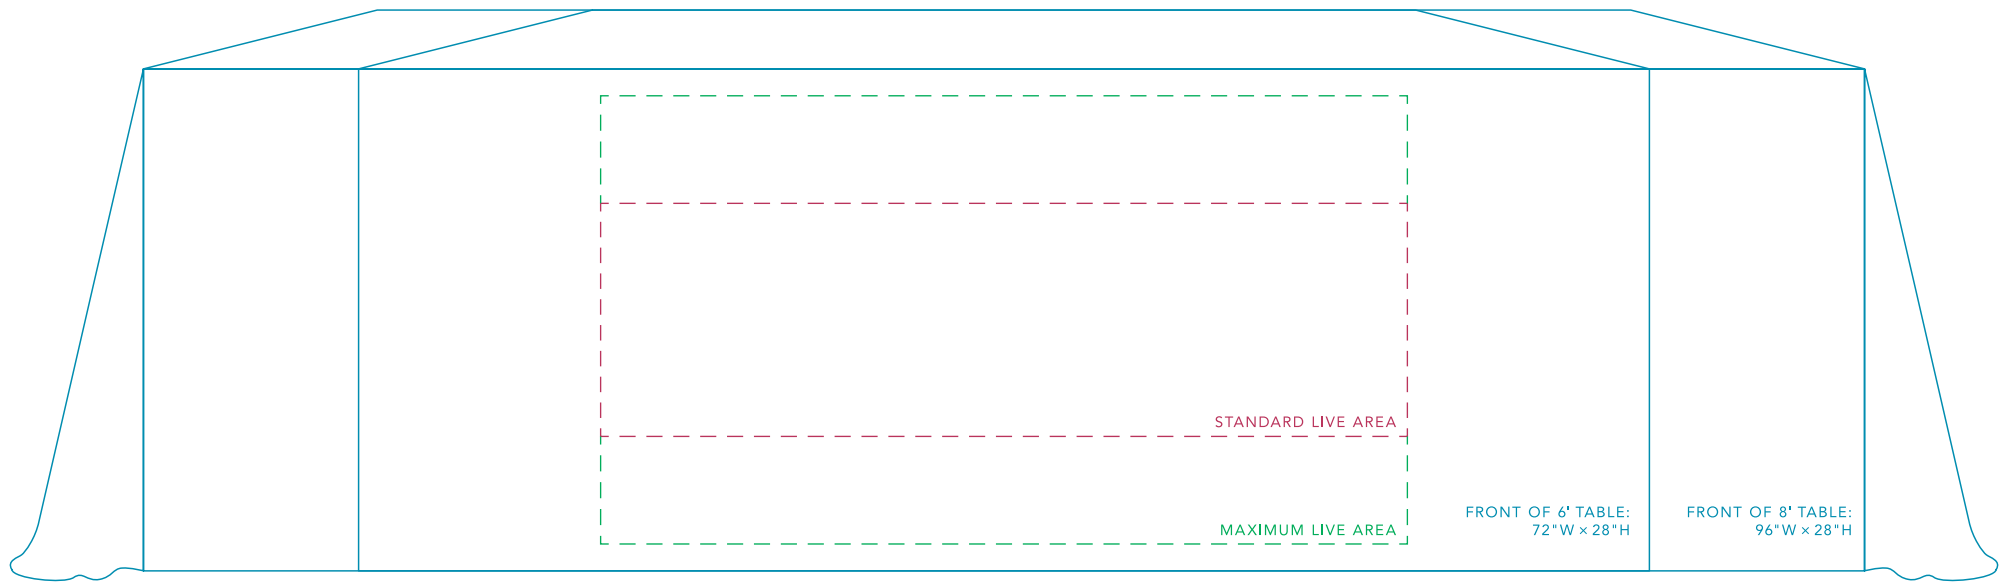 STANDARD LIVE AREA
MAXIMUM LIVE AREA
FRONT OF 6' TABLE:
72"W × 28"H
FRONT OF 8' TABLE:
96"W × 28"H